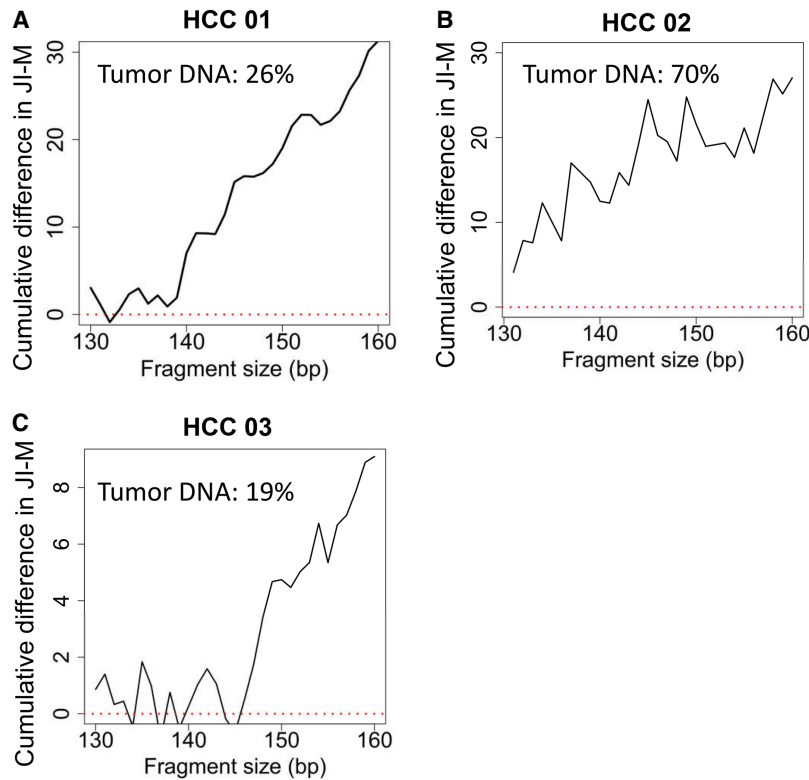 A
HCC 01
Tumor DNA: 26%
Cumulative difference in JI-M
30
20
10
0
130
140
150
160
Fragment size (bp)
B
HCC 02
Tumor DNA: 70%
Cumulative difference in JI-M
30
20
10
0
130
140
150
160
Fragment size (bp)
C
HCC 03
Tumor DNA: 19%
Cumulative difference in JI-M
8
6
4
2
0
130
140
150
160
Fragment size (bp)